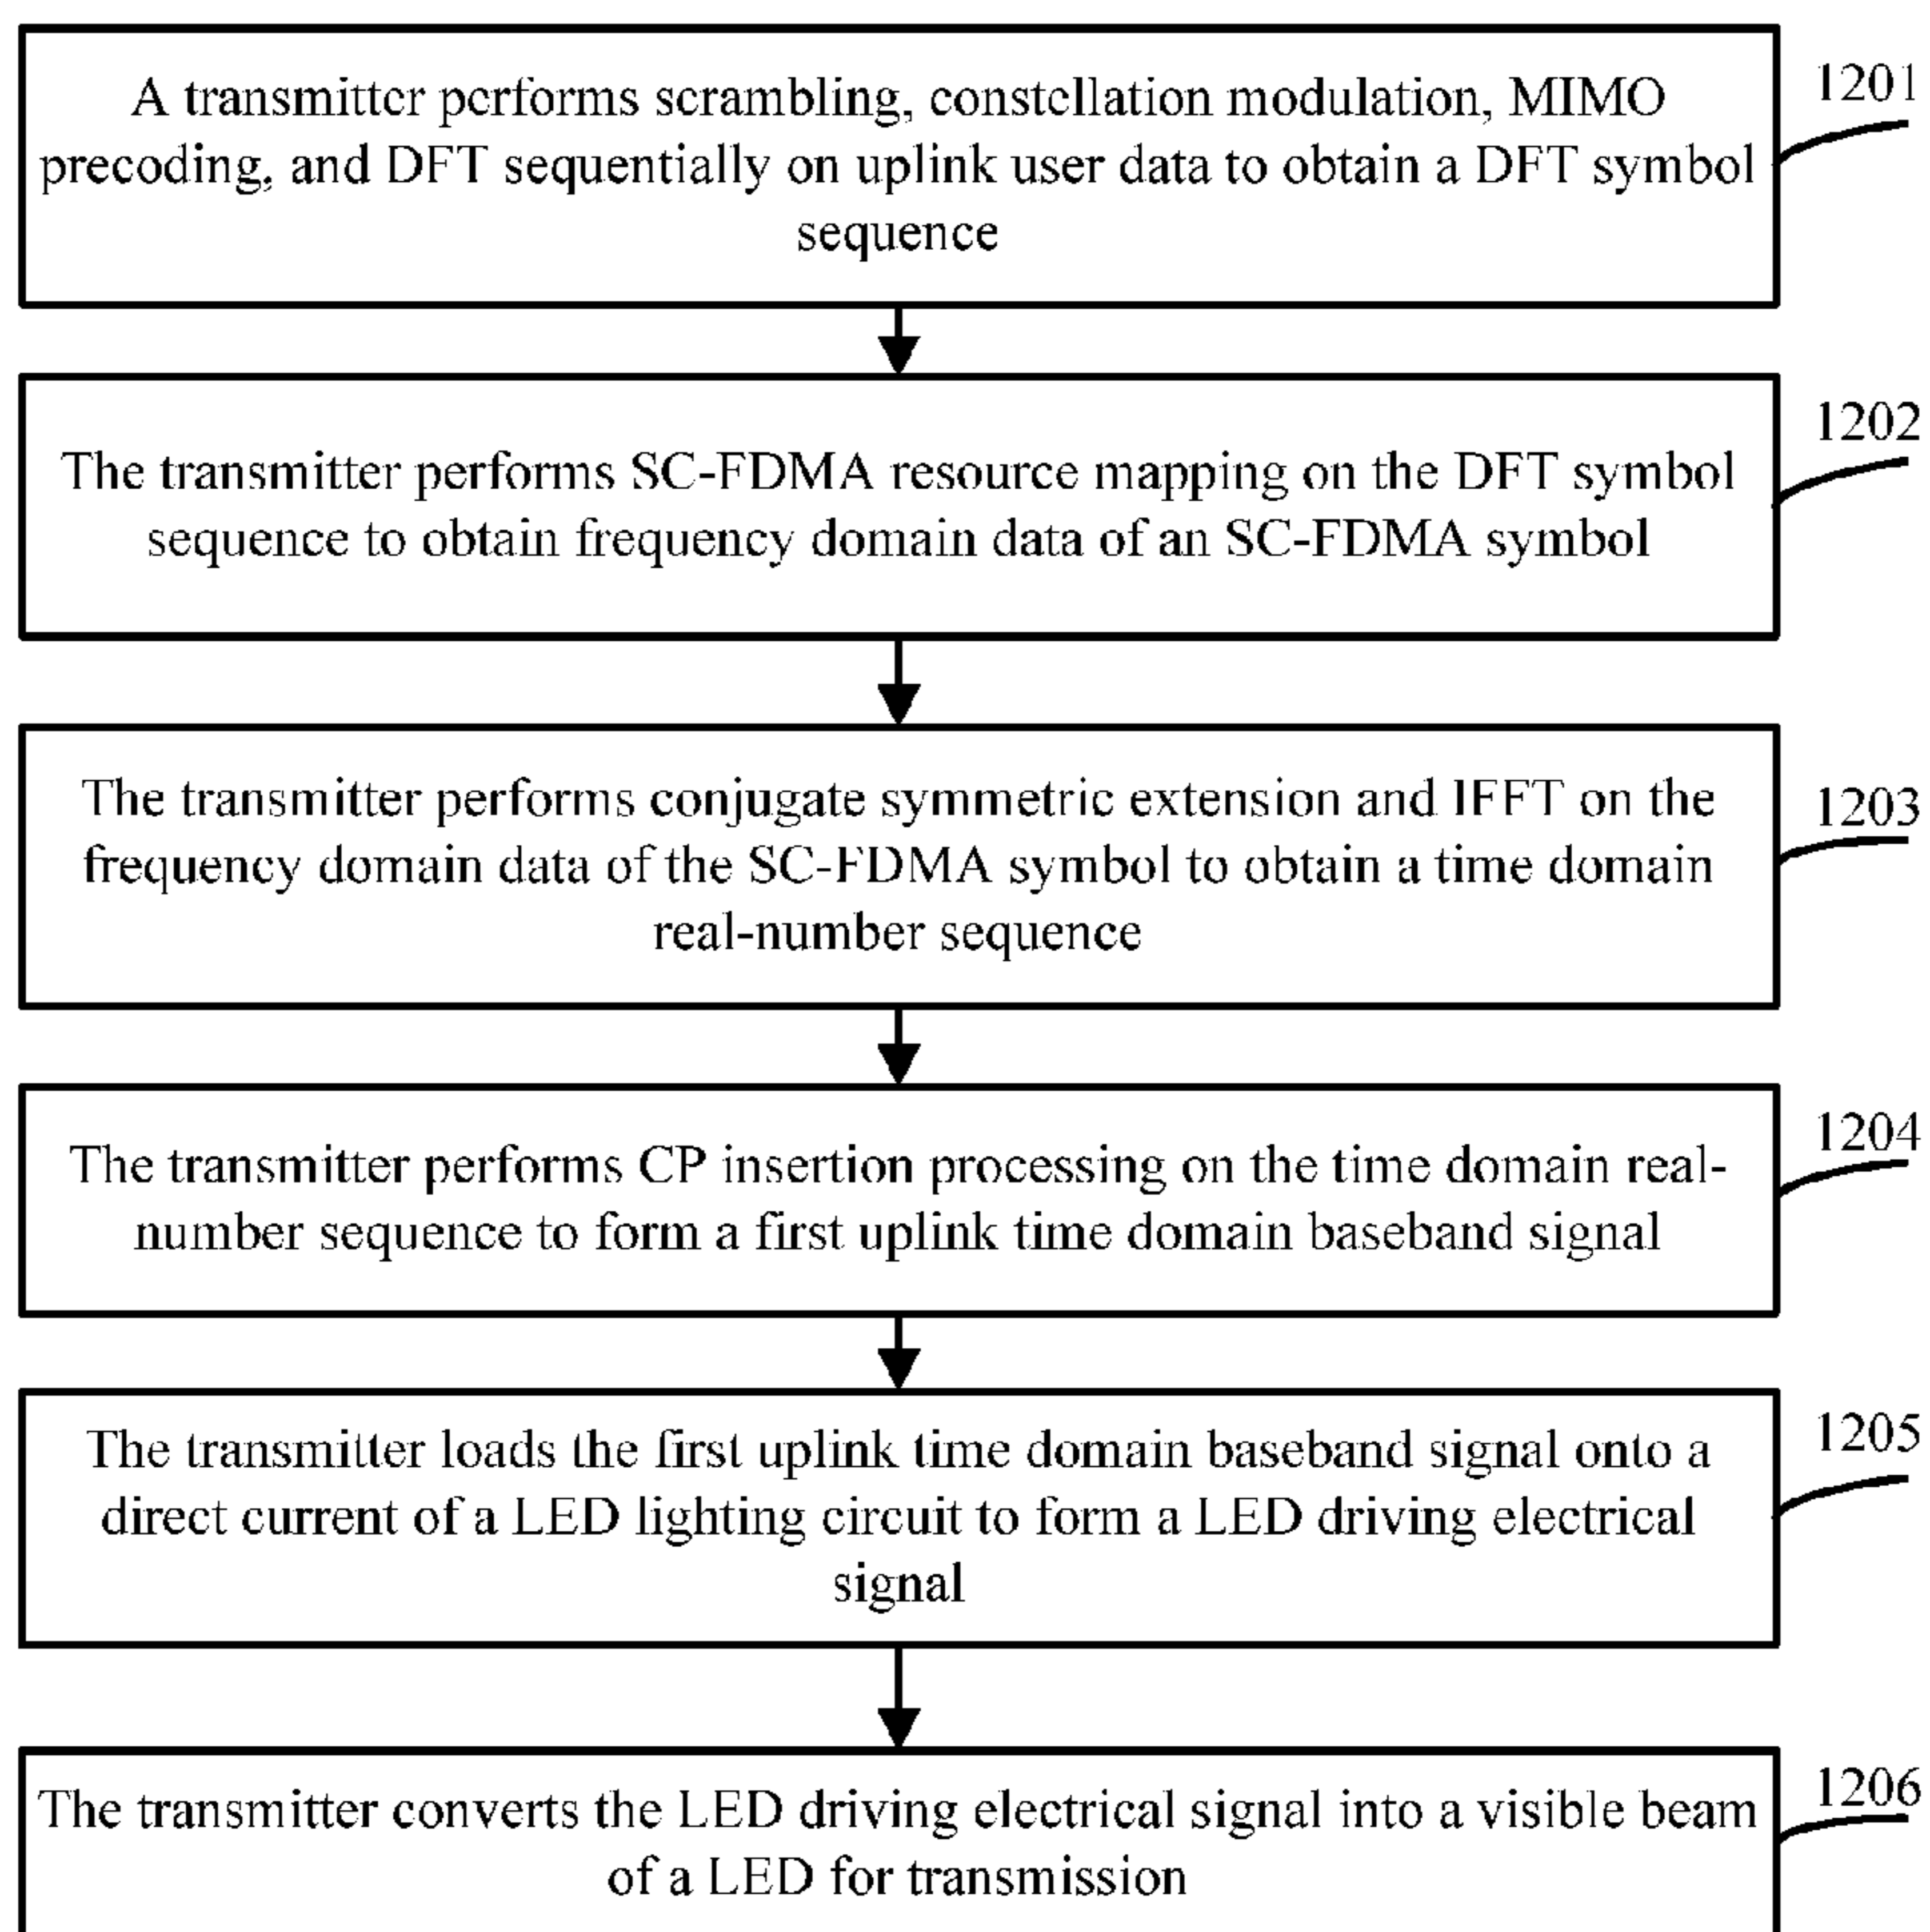 A transmitter performs scrambling, constellation modulation, MIMO
precoding, and DFT sequentially on uplink user data to obtain a DFT symbol
sequence
1201
The transmitter performs SC-FDMA resource mapping on the DFT symbol
sequence to obtain frequency domain data of an SC-FDMA symbol
1202
The transmitter performs conjugate symmetric extension and IFFT on the
frequency domain data of the SC-FDMA symbol to obtain a time domain
real-number sequence
1203
The transmitter performs CP insertion processing on the time domain real-
number sequence to form a first uplink time domain baseband signal
1204
The transmitter loads the first uplink time domain baseband signal onto a
direct current of a LED lighting circuit to form a LED driving electrical
signal
1205
The transmitter converts the LED driving electrical signal into a visible beam
of a LED for transmission
1206